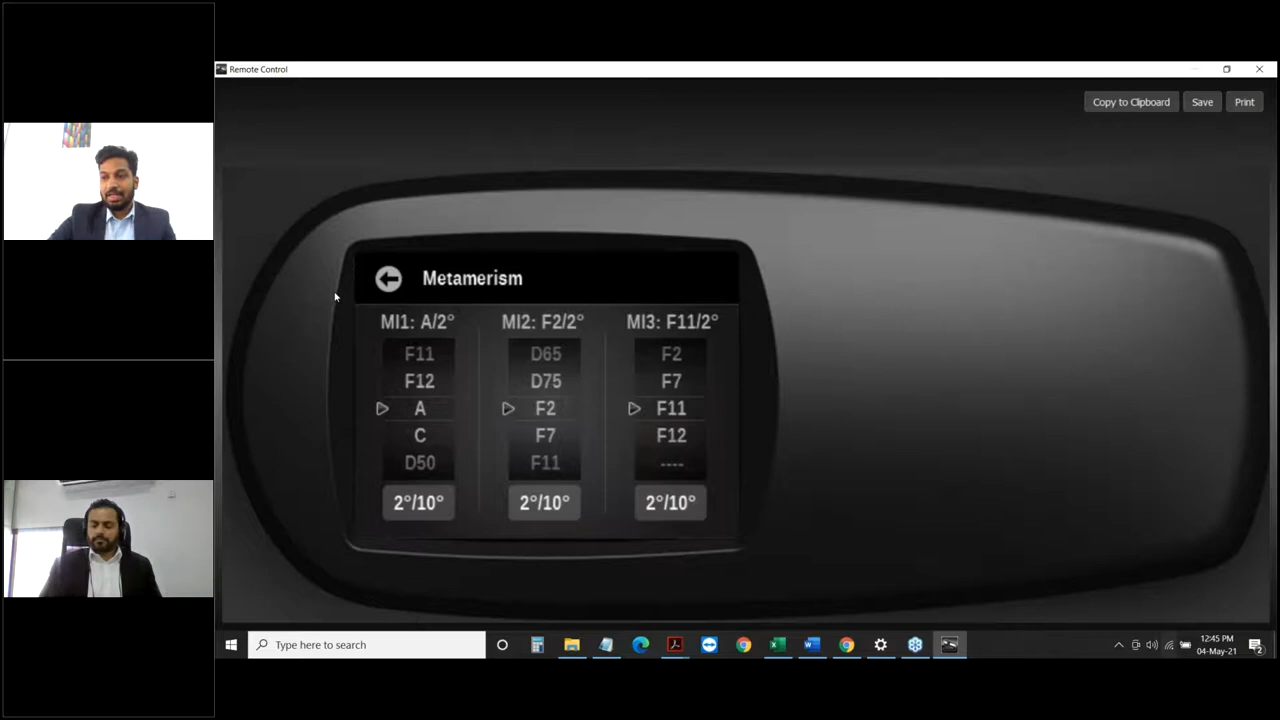 Remote Control
Copy to Clipboard Save Print
Metamerism
MI1: A/2° MI2: F2/2° MI3: F11/2°
F11 D65 F2
F12 D75 F7
A F2 F11
C F7 F12
D50 F11 ----
2°/10° 2°/10° 2°/10°
Type here to search
12:45 PM
04-May-21
2